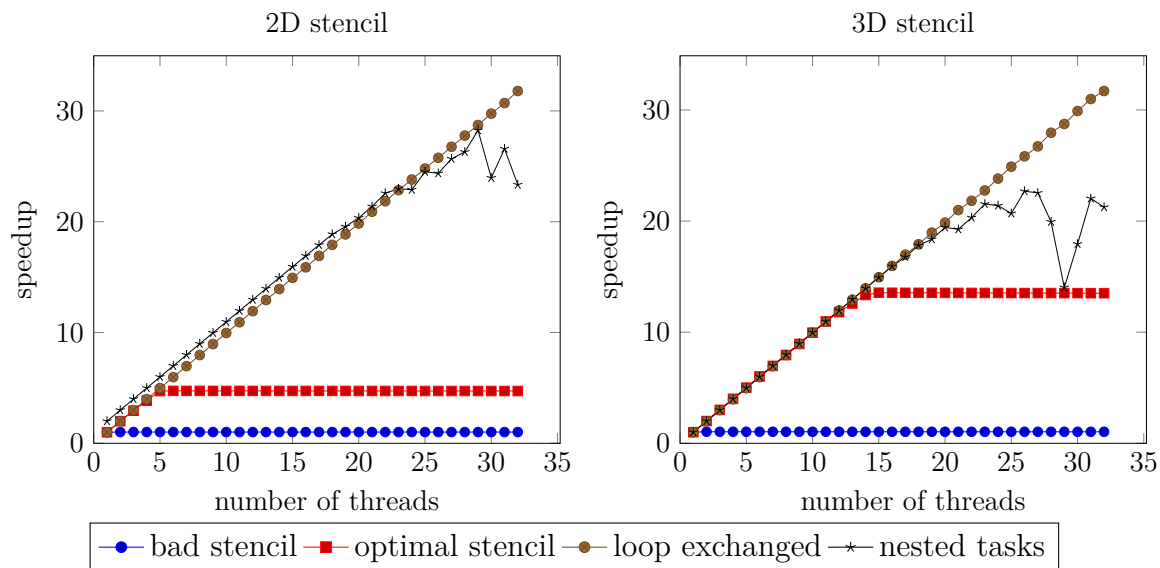 2D stencil
speedup
30
20
10
0
0 5 10 15 20 25 30 35
number of threads
3D stencil
speedup
30
20
10
0
0 5 10 15 20 25 30 35
number of threads
bad stencil optimal stencil loop exchanged nested tasks